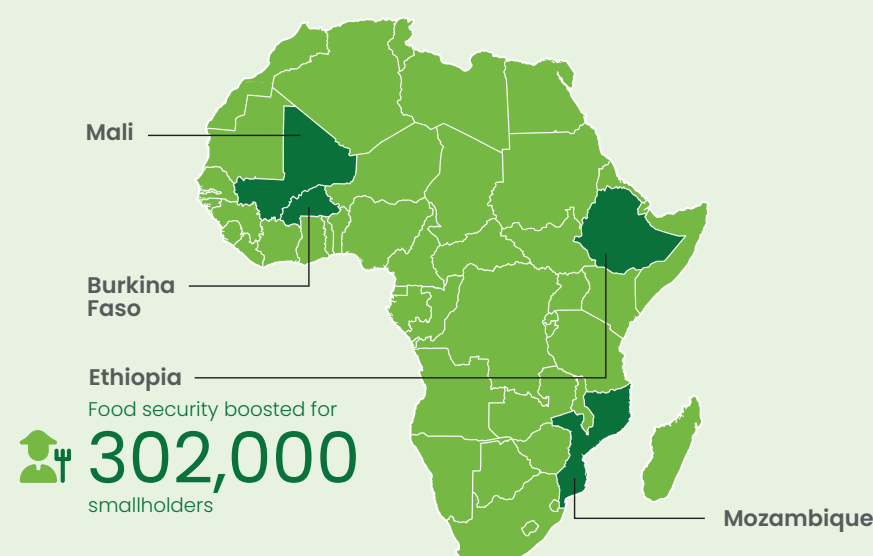 Mali
Burkina
Faso
Ethiopia
Food security boosted for
302,000
smallholders
Mozambique